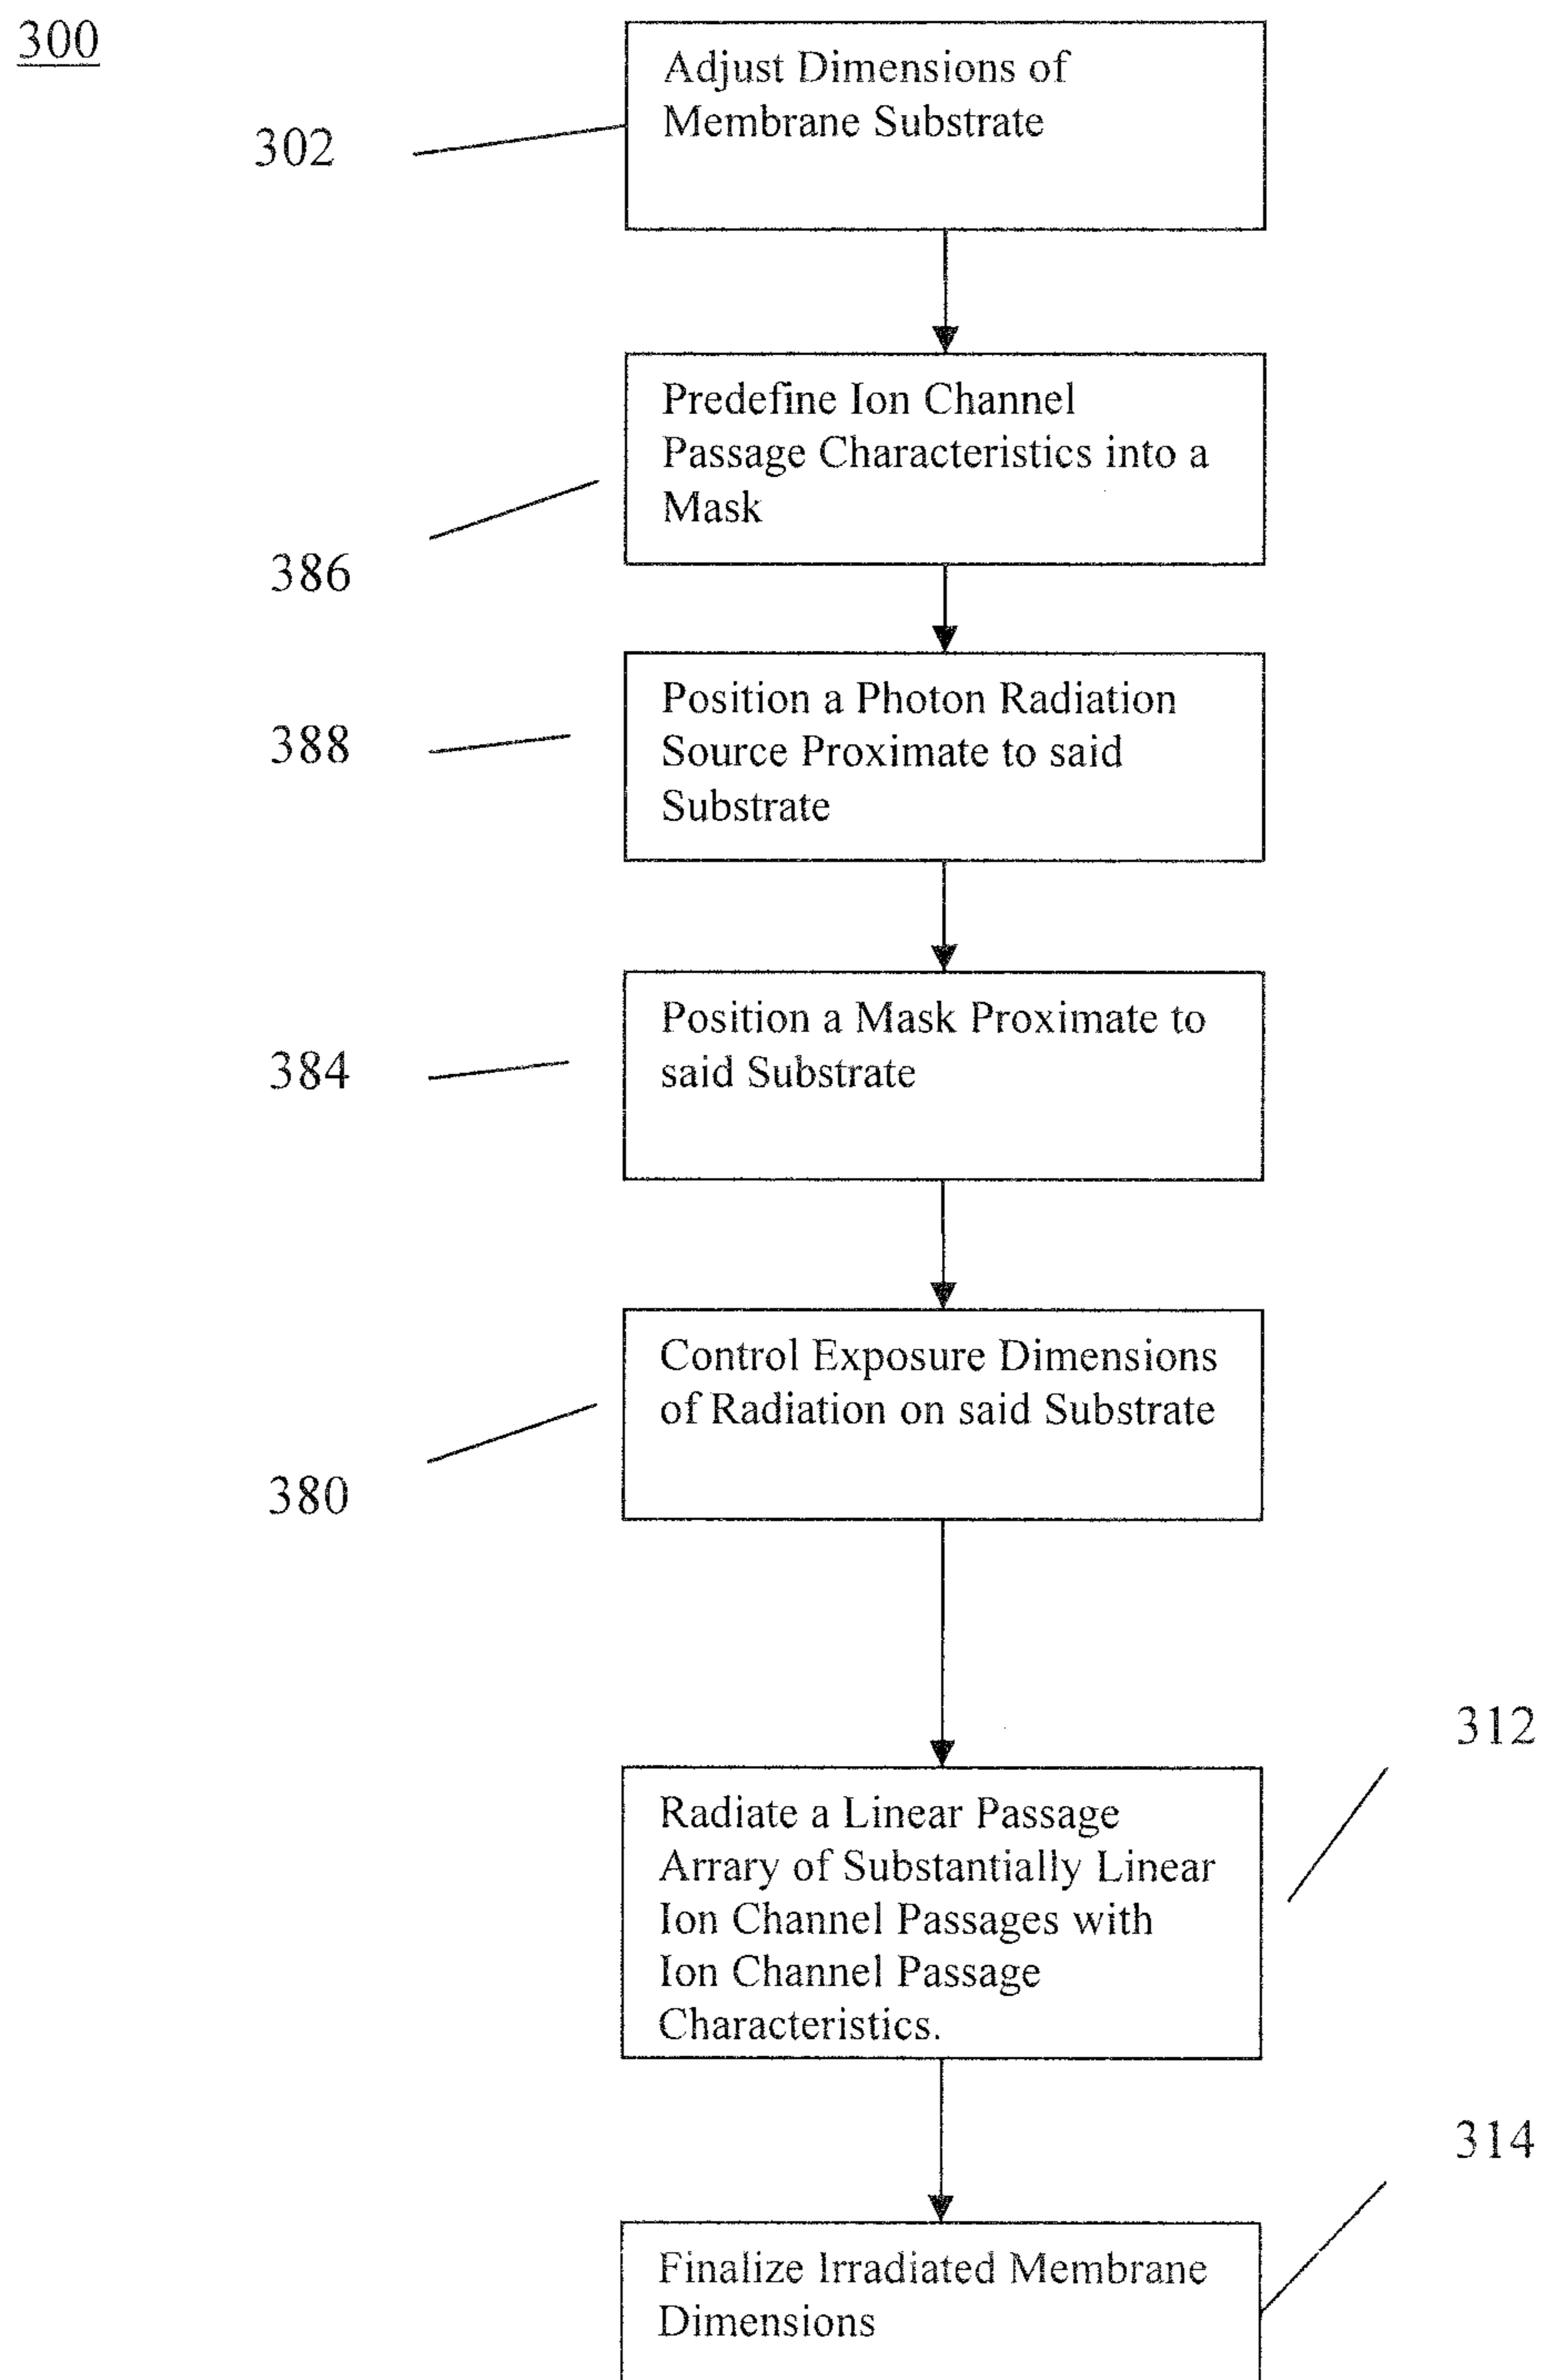 300
Adjust Dimensions of
Membrane Substrate
302
Predefine Ion Channel
Passage Characteristics into a
Mask
386
Position a Photon Radiation
Source Proximate to said
Substrate
388
Position a Mask Proximate to
said Substrate
384
Control Exposure Dimensions
of Radiation on said Substrate
380
312
Radiate a Linear Passage
Arrary of Substantially Linear
Ion Channel Passages with
Ion Channel Passage
Characteristics.
314
Finalize Irradiated Membrane
Dimensions